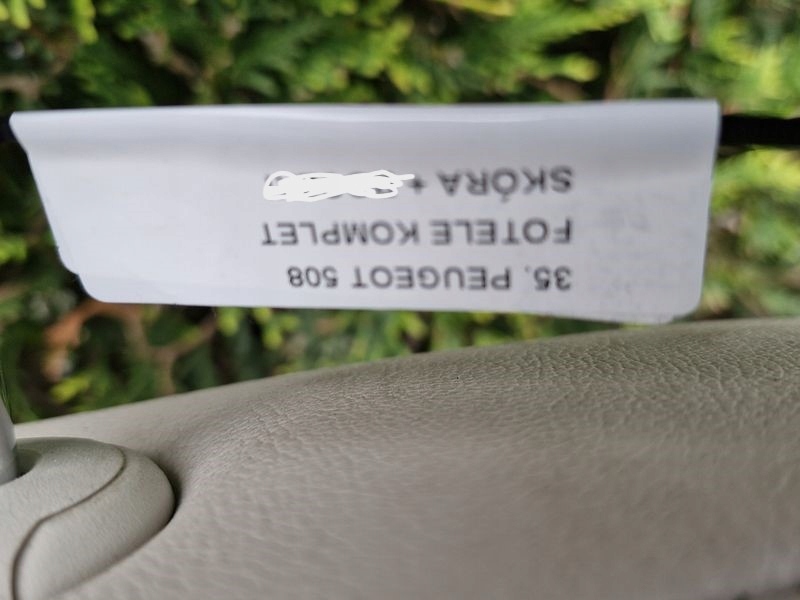 35. PEUGEOT 508
FOTELE KOMPLET
SKÓRA +